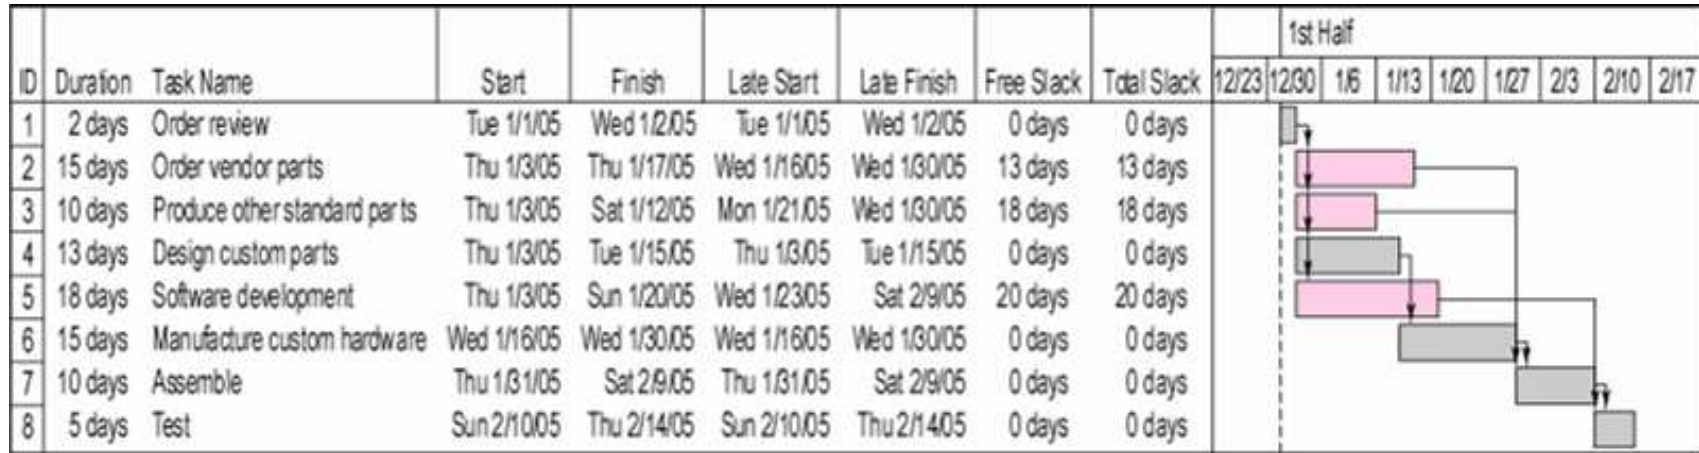 1st Half
ID Duration Task Name Start Finish Late Start Late Finish Free Slack Total Slack 12/23 12/30 1/6 1/13 1/20 1/27 2/3 2/10 2/17
1 2 days Order review Tue 1/1/05 Wed 1/2/05 Tue 1/1/05 Wed 1/2/05 0 days 0 days
2 15 days Order vendor parts Thu 1/3/05 Thu 1/17/05 Wed 1/16/05 Wed 1/30/05 13 days 13 days
3 10 days Produce other standard parts Thu 1/3/05 Sat 1/12/05 Mon 1/21/05 Wed 1/30/05 18 days 18 days
4 13 days Design custom parts Thu 1/3/05 Tue 1/15/05 Thu 1/3/05 Tue 1/15/05 0 days 0 days
5 18 days Software development Thu 1/3/05 Sun 1/20/05 Wed 1/23/05 Sat 2/9/05 20 days 20 days
6 15 days Manufacture custom hardware Wed 1/16/05 Wed 1/30/05 Wed 1/16/05 Wed 1/30/05 0 days 0 days
7 10 days Assemble Thu 1/31/05 Sat 2/9/05 Thu 1/31/05 Sat 2/9/05 0 days 0 days
8 5 days Test Sun 2/10/05 Thu 2/14/05 Sun 2/10/05 Thu 2/14/05 0 days 0 days